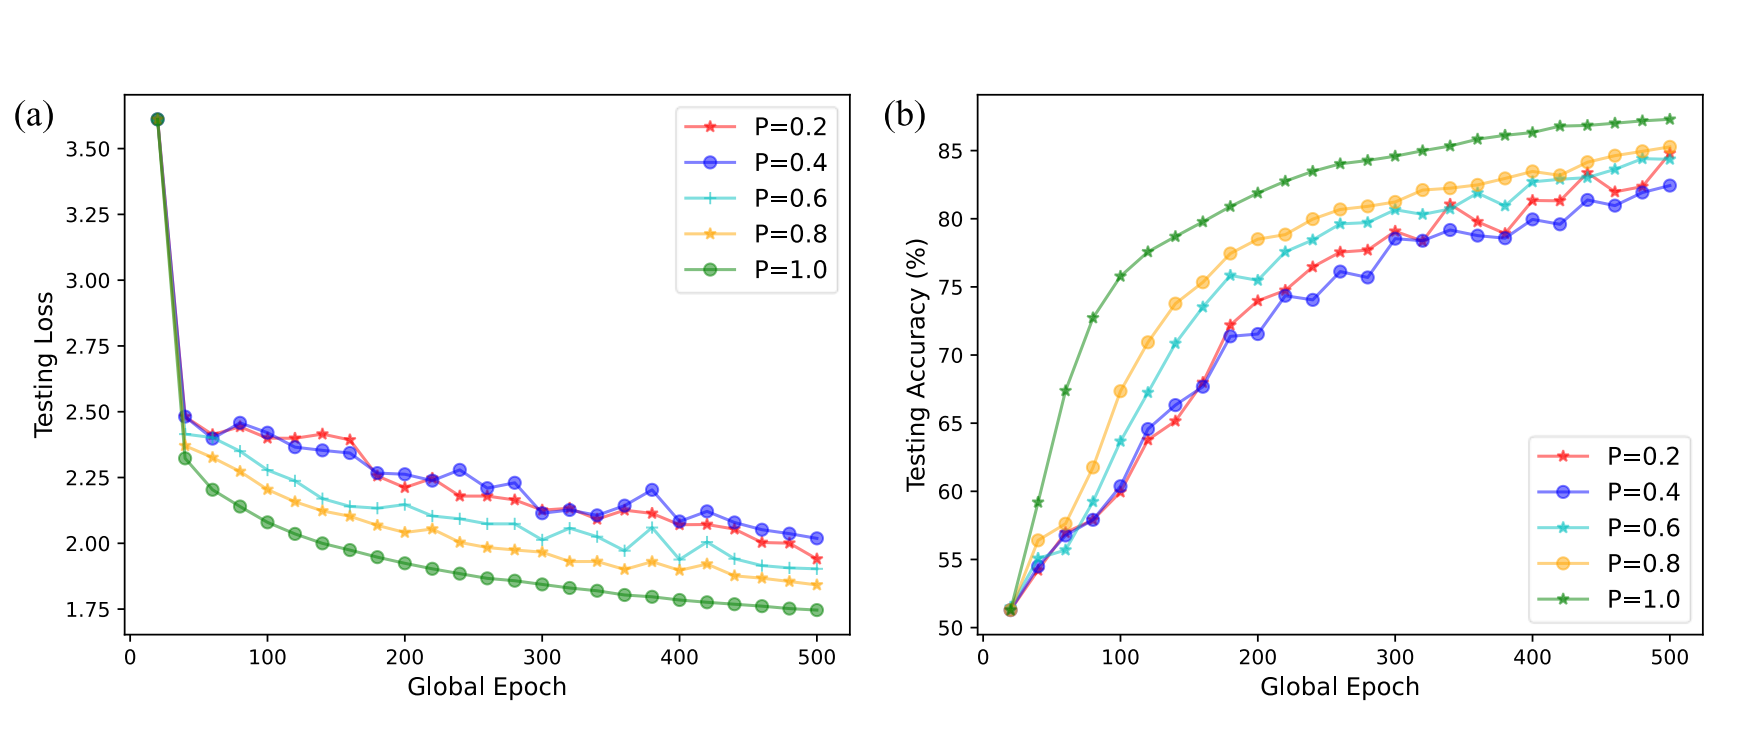 (a)
Testing Loss
3.50
3.25
3.00
2.75
2.50
2.25
2.00
1.75
0 100 200 300 400 500
Global Epoch
P=0.2
P=0.4
P=0.6
P=0.8
P=1.0
(b)
Testing Accuracy (%)
85
80
75
70
65
60
55
50
0 100 200 300 400 500
Global Epoch
P=0.2
P=0.4
P=0.6
P=0.8
P=1.0